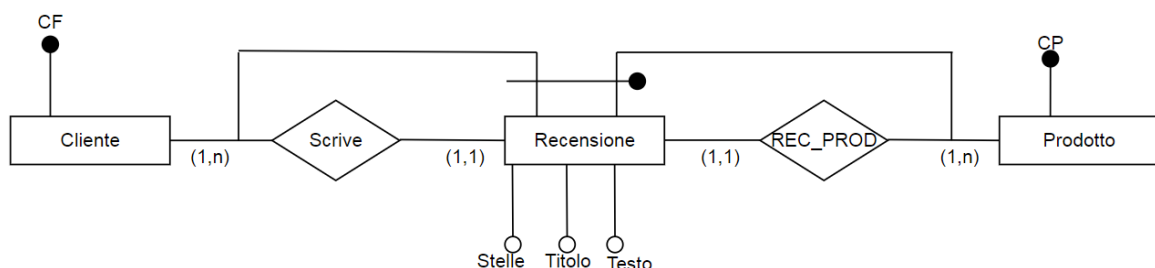 CF
CP
Cliente
Scrive
Recensione
REC_PROD
Prodotto
(1,n)
(1,1)
(1,1)
(1,n)
Stelle
Titolo
Testo